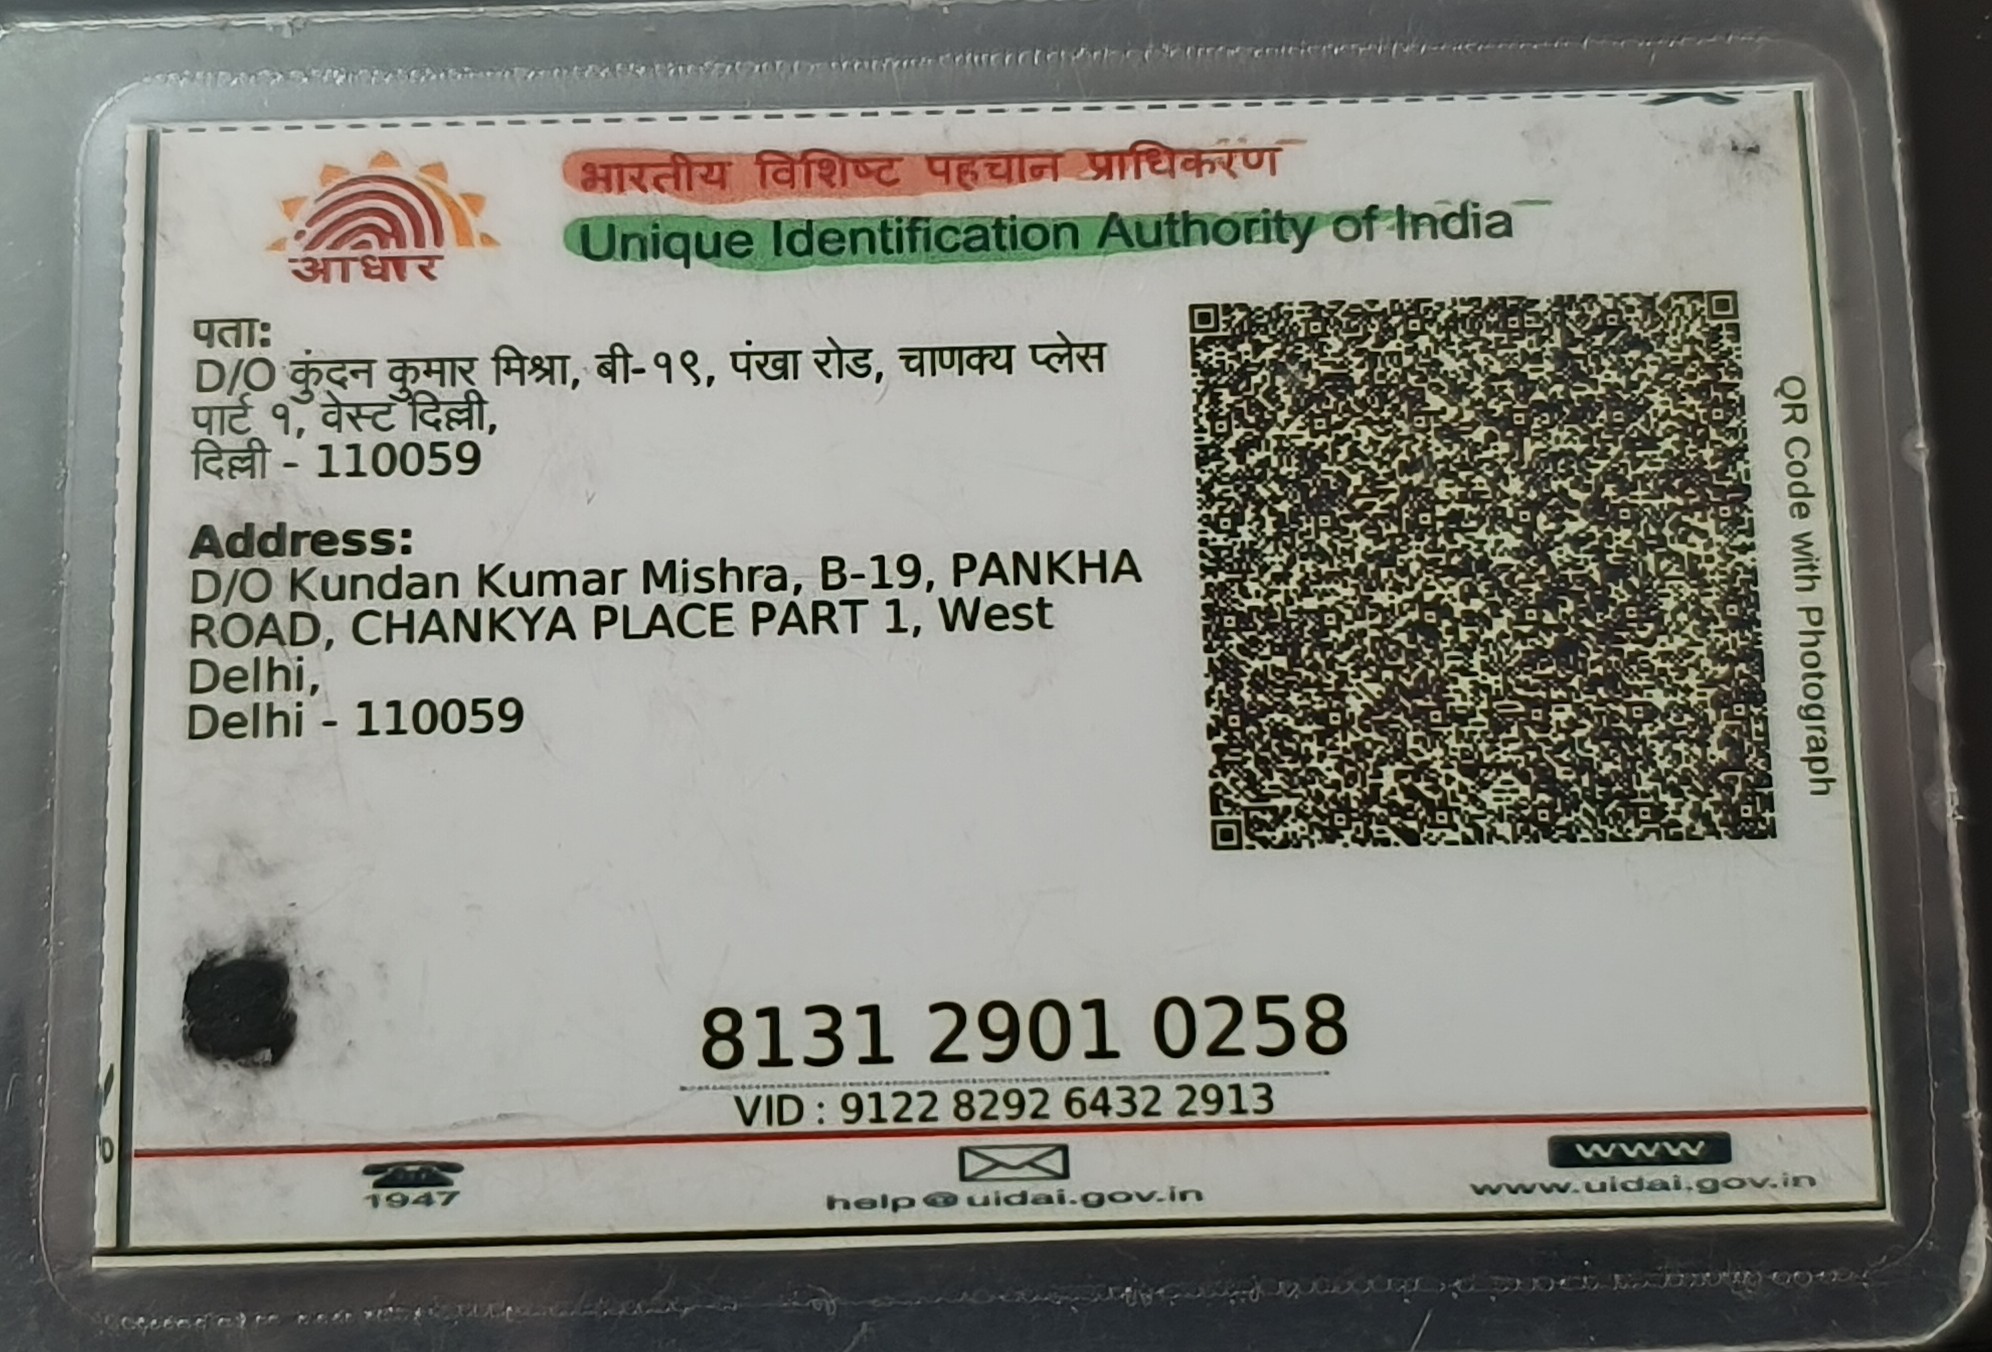 आधार
भारतीय विशिष्ट पहचान प्राधिकरण
Unique Identification Authority of India
पता:
D/O कुंदन कुमार मिश्रा, बी-१९, पंखा रोड, चाणक्य प्लेस
पार्ट १, वेस्ट दिल्ली,
दिल्ली - 110059
Address:
D/O Kundan Kumar Mishra, B-19, PANKHA
ROAD, CHANKYA PLACE PART 1, West
Delhi,
Delhi - 110059
QR Code with Photograph
8131 2901 0258
VID : 9122 8292 6432 2913
1947
help@uidai.gov.in
www
www.uidai.gov.in